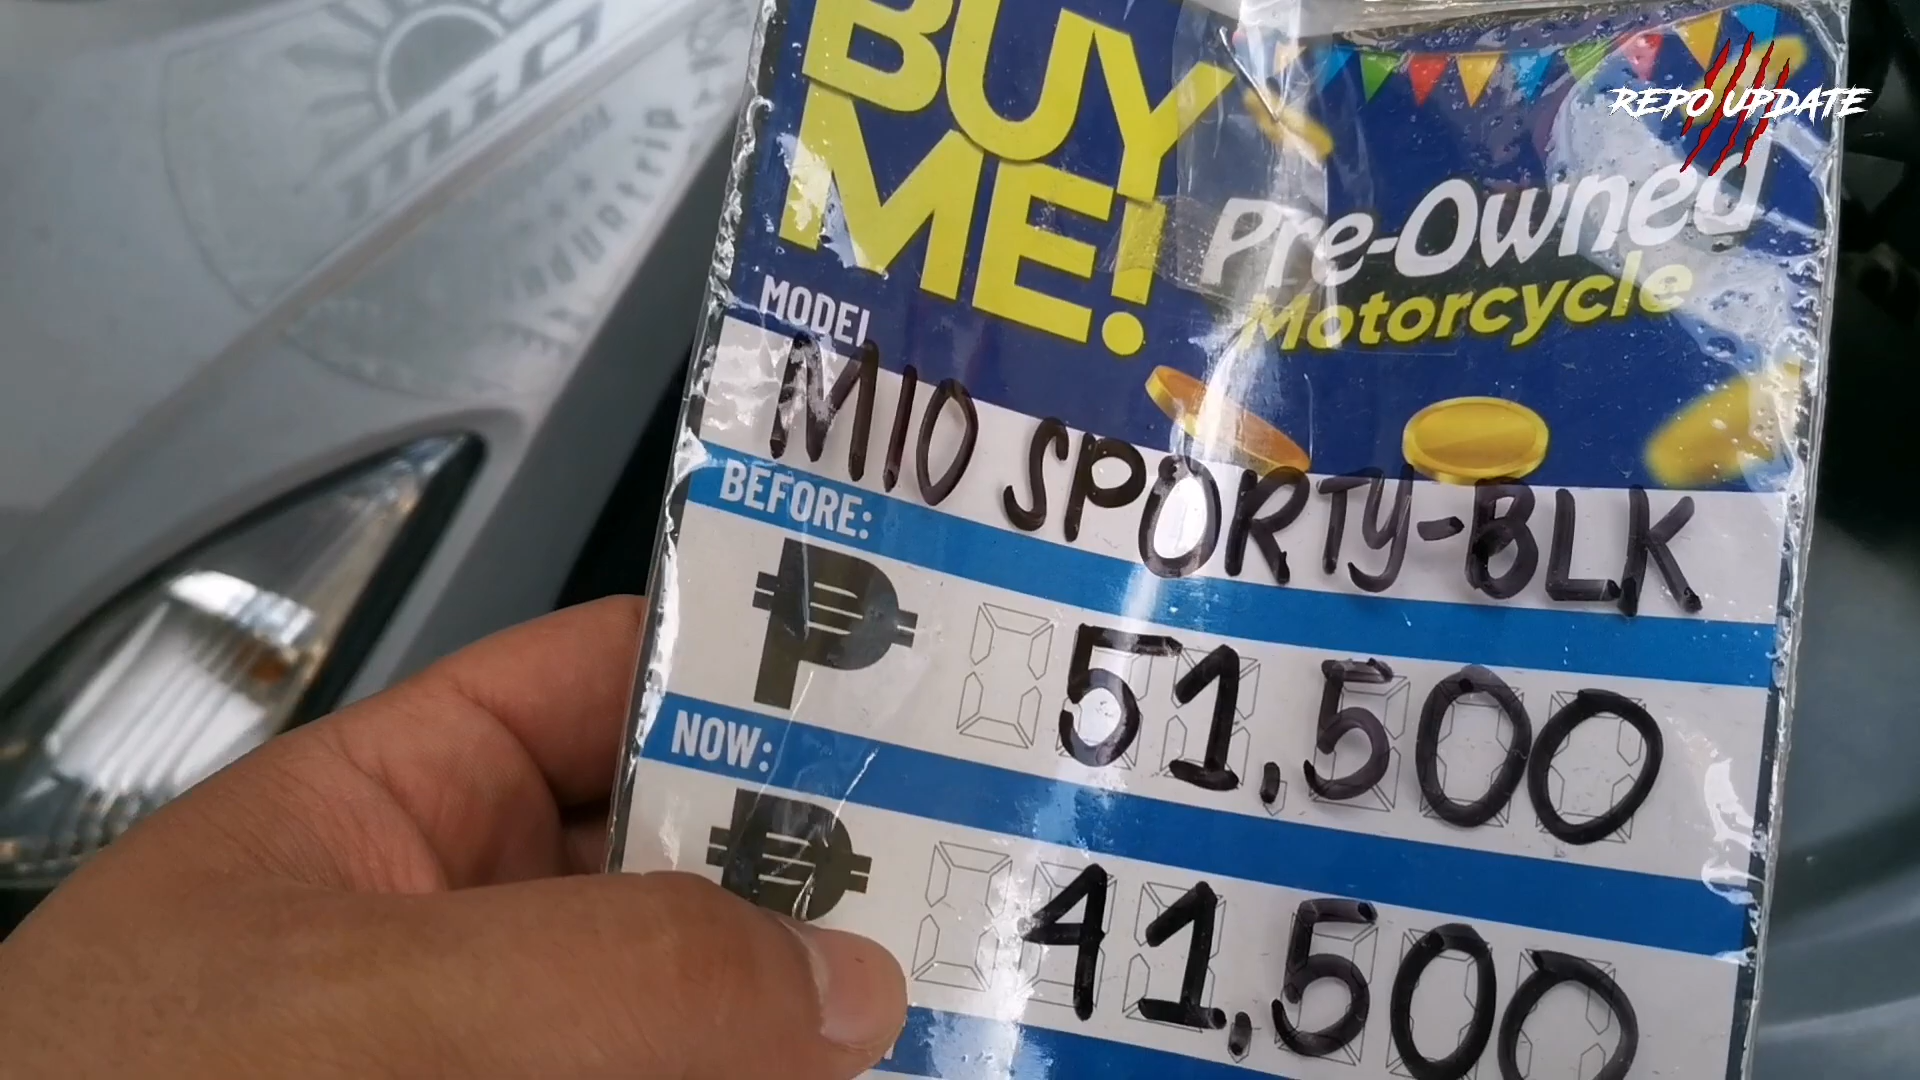 BUY
ME!
REPO UPDATE
Pre-Owned
Motorcycle
MODEL
MIO SPORTY-BLK
BEFORE:
₱ 51,500
NOW:
₱ 41,500